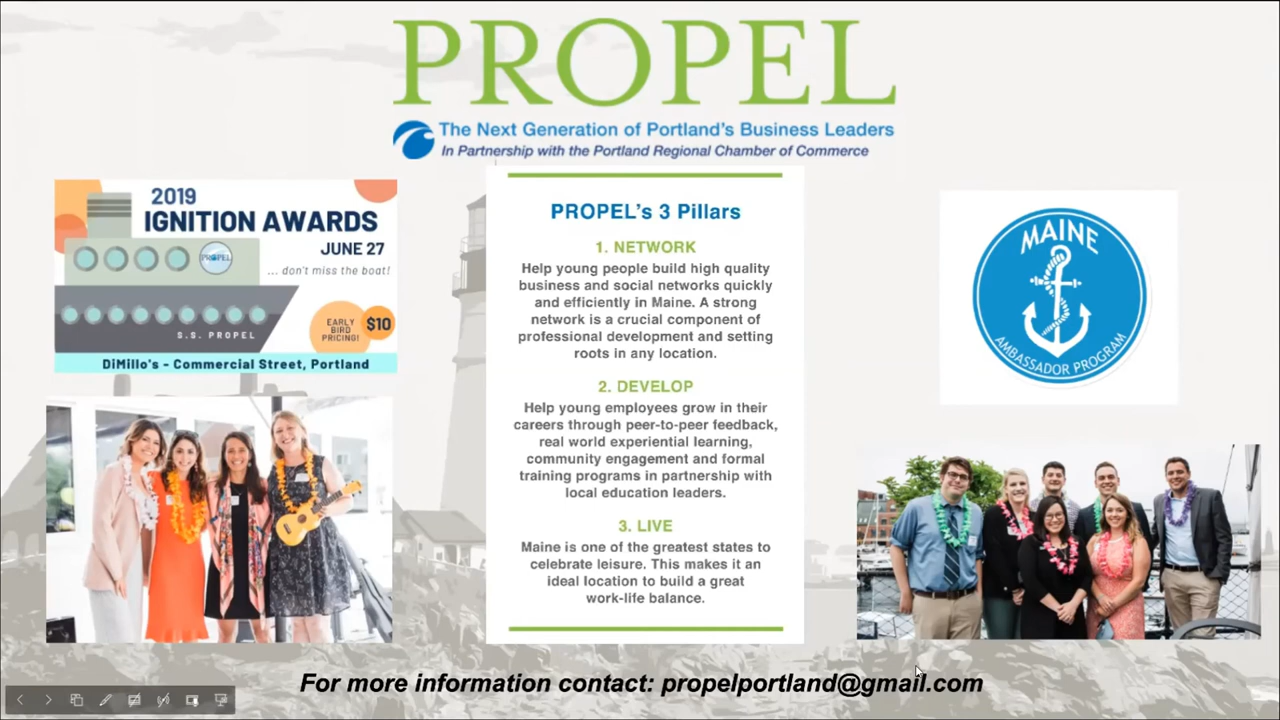 PROPEL
The Next Generation of Portland's Business Leaders
In Partnership with the Portland Regional Chamber of Commerce
2019
IGNITION AWARDS
JUNE 27
... don't miss the boat!
PROPEL
EARLY
BIRD
PRICING!
$10
S.S. PROPEL
DiMillo's - Commercial Street, Portland
PROPEL's 3 Pillars
1. NETWORK
Help young people build high quality
business and social networks quickly
and efficiently in Maine. A strong
network is a crucial component of
professional development and setting
roots in any location.
2. DEVELOP
Help young employees grow in their
careers through peer-to-peer feedback,
real world experiential learning,
community engagement and formal
training programs in partnership with
local education leaders.
3. LIVE
Maine is one of the greatest states to
celebrate leisure. This makes it an
ideal location to build a great
work-life balance.
MAINE
AMBASSADOR PROGRAM
For more information contact: propelportland@gmail.com